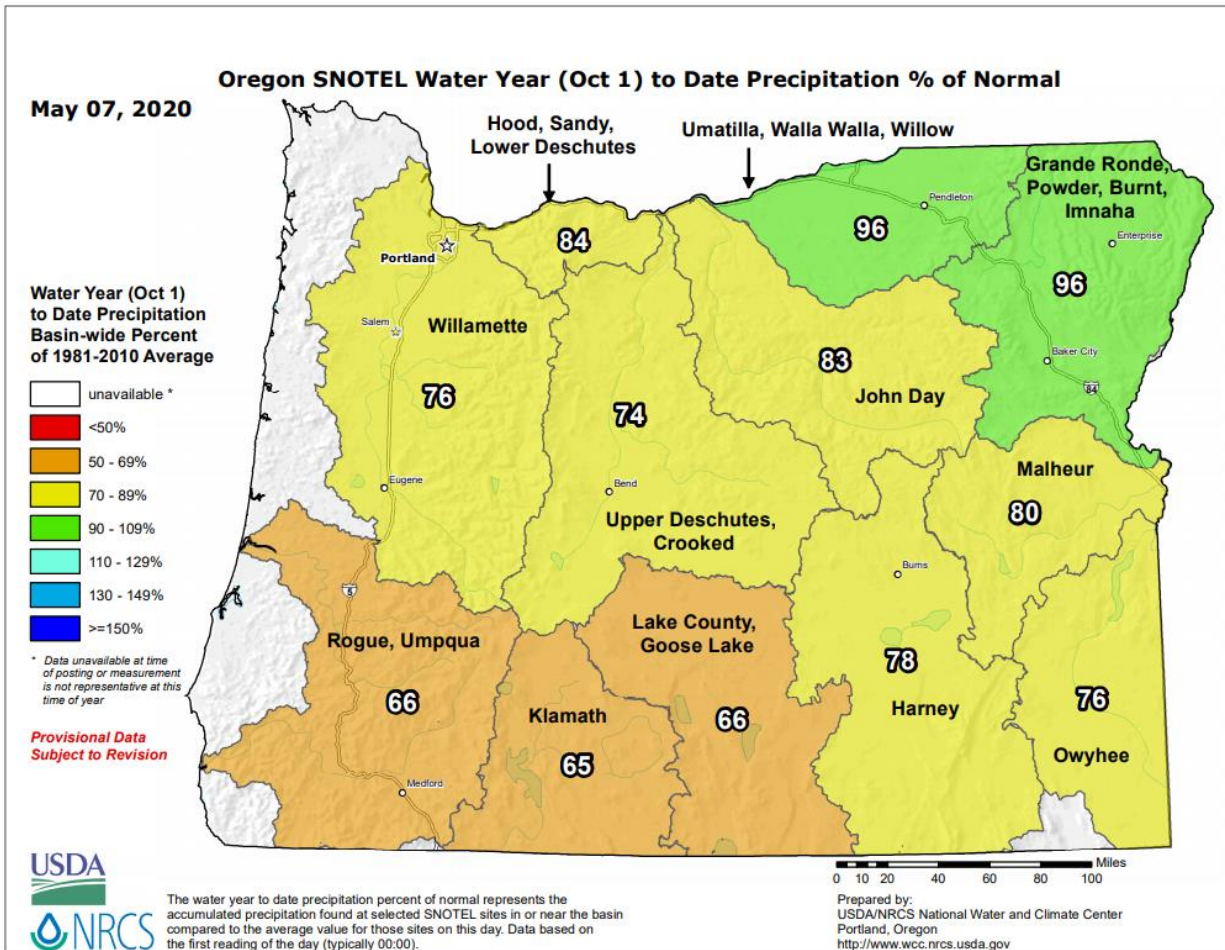 Oregon SNOTEL Water Year (Oct 1) to Date Precipitation % of Normal
May 07, 2020
Hood, Sandy,
Lower Deschutes
Umatilla, Walla Walla, Willow
Grande Ronde,
Powder, Burnt,
Imnaha
Pendleton
Enterprise
96
84
Portland
96
Water Year (Oct 1)
to Date Precipitation
Basin-wide Percent
of 1981-2010 Average
unavailable *
<50%
50 - 69%
70 - 89%
90 - 109%
110 - 129%
130 - 149%
>=150%
* Data unavailable at time
of posting or measurement
is not representative at this
time of year
Provisional Data
Subject to Revision
Salem
Willamette
76
Eugene
74
Bend
Upper Deschutes,
Crooked
83
John Day
Baker City
84
Malheur
80
Burns
5
Rogue, Umpqua
66
Medford
Klamath
65
Lake County,
Goose Lake
66
78
Harney
76
Owyhee
Miles
0 10 20 40 60 80 100
USDA
NRCS
The water year to date precipitation percent of normal represents the
accumulated precipitation found at selected SNOTEL sites in or near the basin
compared to the average value for those sites on this day. Data based on
the first reading of the day (typically 00:00).
Prepared by:
USDA/NRCS National Water and Climate Center
Portland, Oregon
http://www.wcc.nrcs.usda.gov